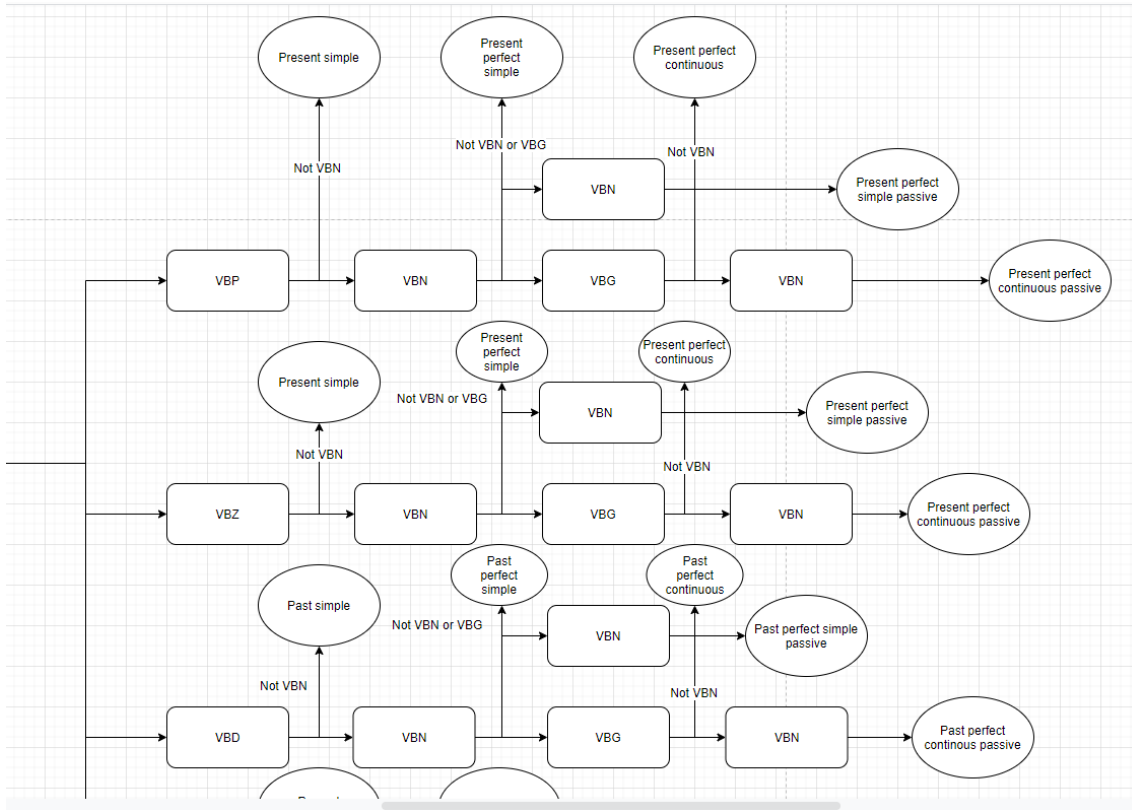 Present simple
Present
perfect
simple
Present perfect
continuous
Not VBN or VBG
Not VBN
Not VBN
VBN
Present perfect
simple passive
VBP
VBN
VBG
VBN
Present perfect
continuous passive
Present
perfect
simple
Present perfect
continuous
Present simple
Not VBN or VBG
VBN
Present perfect
simple passive
Not VBN
Not VBN
VBZ
VBN
VBG
VBN
Present perfect
continuous passive
Past
perfect
simple
Past
perfect
continuous
Past simple
Not VBN or VBG
VBN
Past perfect simple
passive
Not VBN
Not VBN
VBD
VBN
VBG
VBN
Past perfect
continous passive